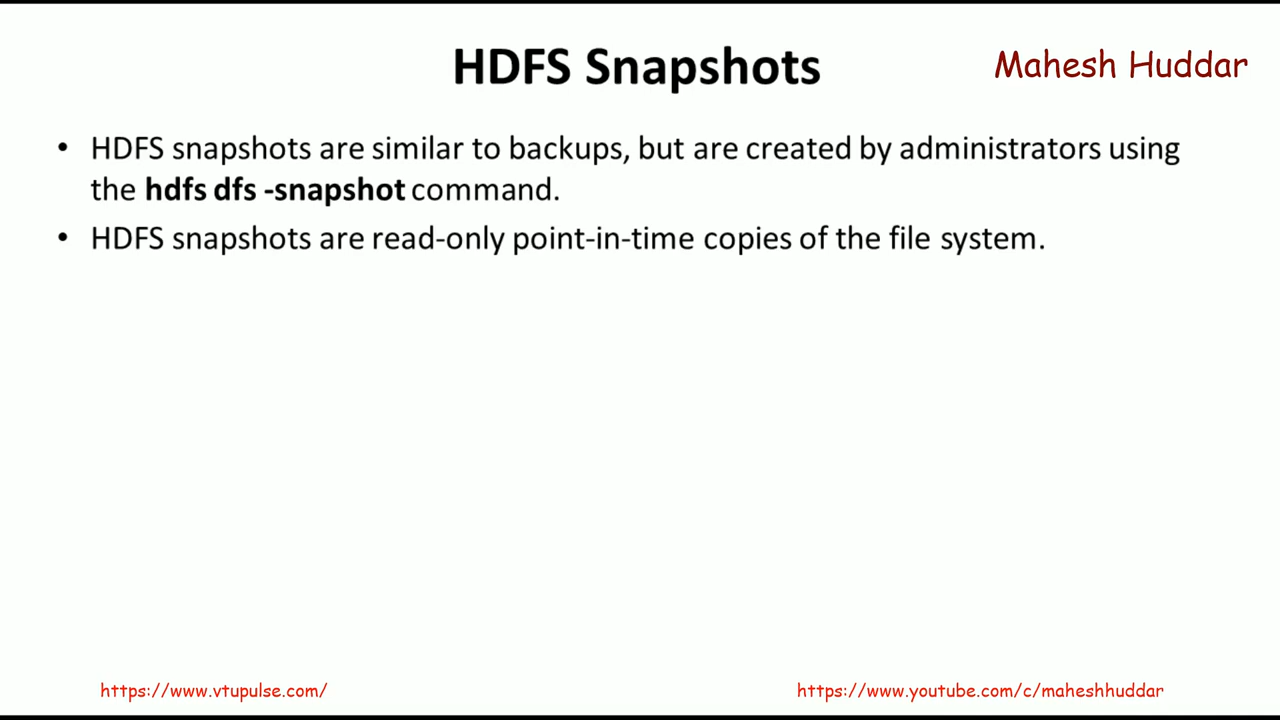 HDFS Snapshots
Mahesh Huddar
• HDFS snapshots are similar to backups, but are created by administrators using
the hdfs dfs -snapshot command.
• HDFS snapshots are read-only point-in-time copies of the file system.
https://www.vtupulse.com/
https://www.youtube.com/c/maheshhuddar